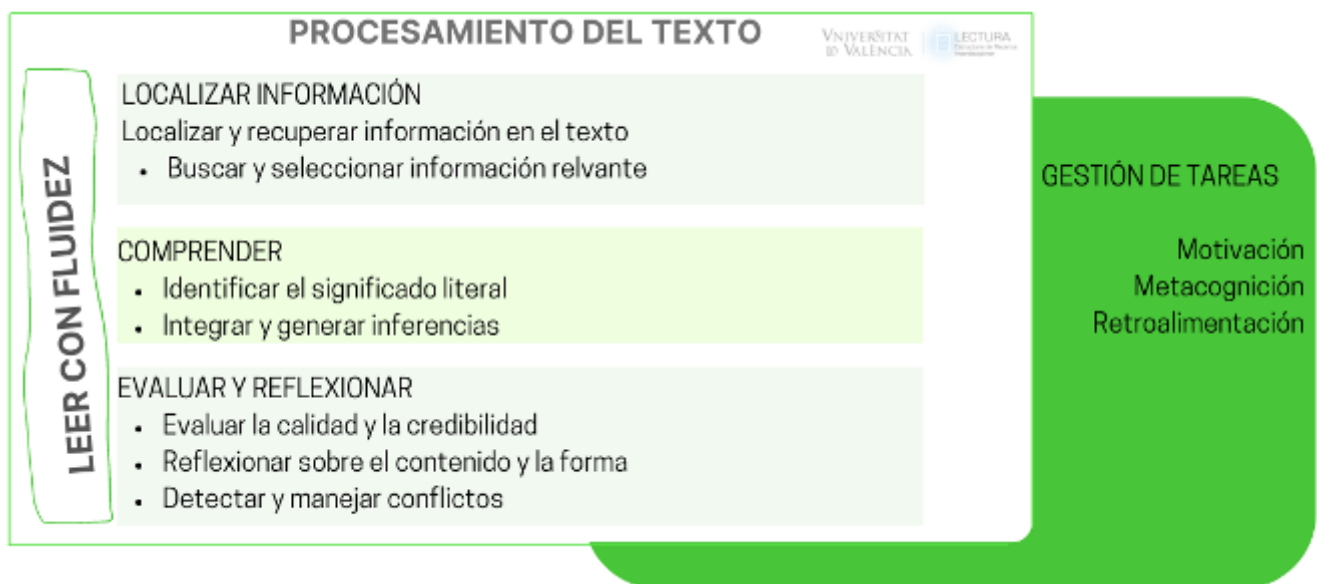 PROCESAMIENTO DEL TEXTO
VNIVERSITAT
ID VALÈNCIA
LECTURA
LEER CON FLUIDEZ
LOCALIZAR INFORMACIÓN
Localizar y recuperar información en el texto
• Buscar y seleccionar información relvante
COMPRENDER
• Identificar el significado literal
• Integrar y generar inferencias
EVALUAR Y REFLEXIONAR
• Evaluar la calidad y la credibilidad
• Reflexionar sobre el contenido y la forma
• Detectar y manejar conflictos
GESTIÓN DE TAREAS
Motivación
Metacognición
Retroalimentación